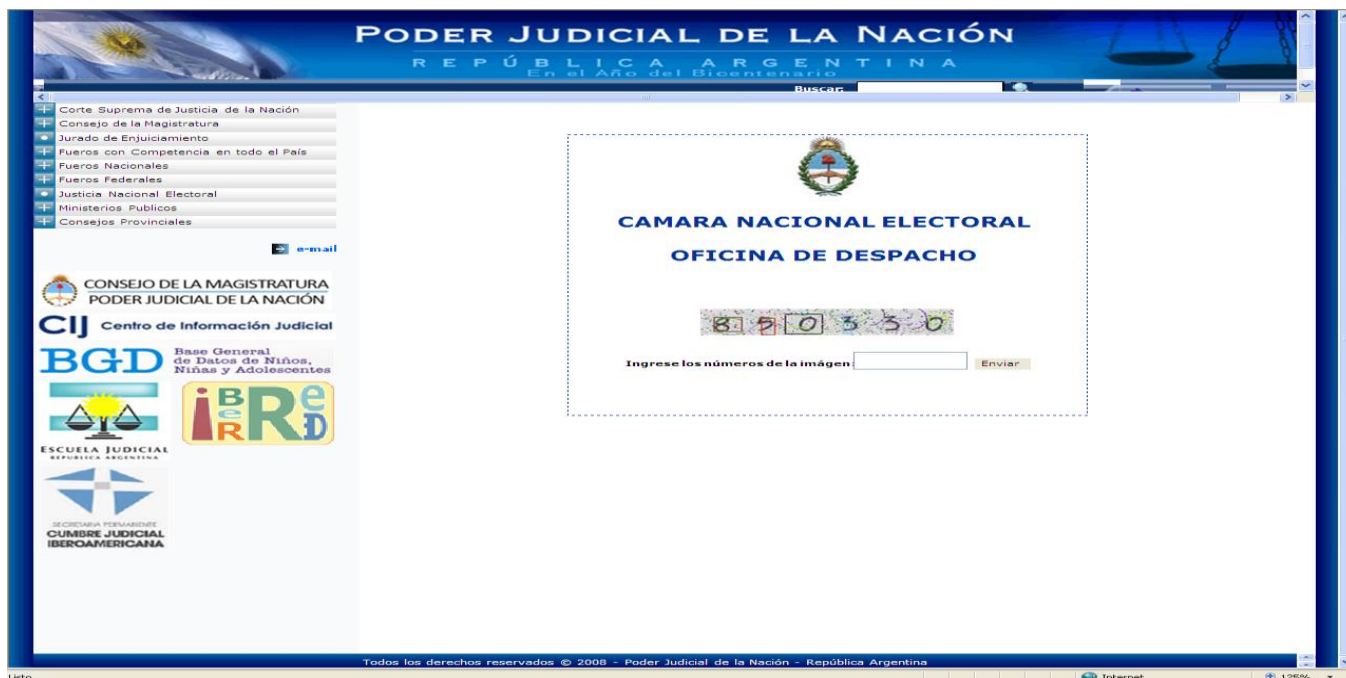 PODER JUDICIAL DE LA NACIÓN
REPÚBLICA ARGENTINA
En el Año del Bicentenario
Buscar:
Corte Suprema de Justicia de la Nación
Consejo de la Magistratura
Jurado de Enjuiciamiento
Fueros con Competencia en todo el País
Fueros Nacionales
Fueros Federales
Justicia Nacional Electoral
Ministerios Publicos
Consejos Provinciales
e-mail
CONSEJO DE LA MAGISTRATURA
PODER JUDICIAL DE LA NACIÓN
CIJ Centro de Información Judicial
BGD Base General
de Datos de Niños,
Niñas y Adolescentes
iBeRRed
ESCUELA JUDICIAL
REPUBLICA ARGENTINA
SECRETARIA PERMANENTE
CUMBRE JUDICIAL
IBEROAMERICANA
CAMARA NACIONAL ELECTORAL
OFICINA DE DESPACHO
Ingrese los números de la imágen
Enviar
Todos los derechos reservados © 2008 - Poder Judicial de la Nación - República Argentina
Listo
Internet
125%